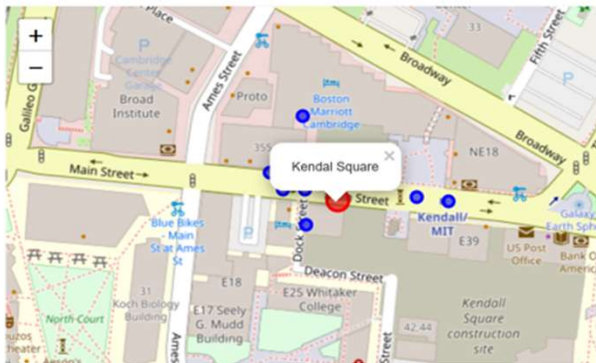 Place
Fifth Street
33
+
−
Broadway
P
Cambridge
Center
Garage
Ames Street
P
Galileo G
Broad
Institute
Proto
Boston
Marriott
Cambridge
Broadway
355
NE18
×
Kendal Square
Main Street
Street
Blue Bikes
Main
St at Ames
St
P
Dock Street
Kendall/
MIT
Galaxy
Earth Sph
US Post
Office
Bank O
Americ
E39
Deacon Street
E18
31
Koch Biology
Building
E25 Whitaker
College
North Court
E17 Seely
G. Mudd
Building
Kendall
Square
construction
site
42,44
Ames
Street
heater